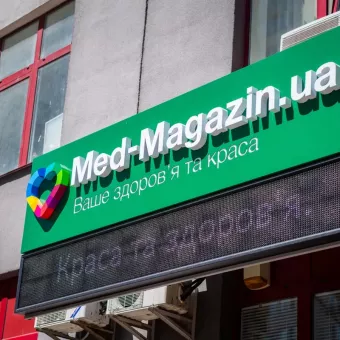 Med-Magazin.ua
Ваше здоров'я та краса
Краса та здоров'я.